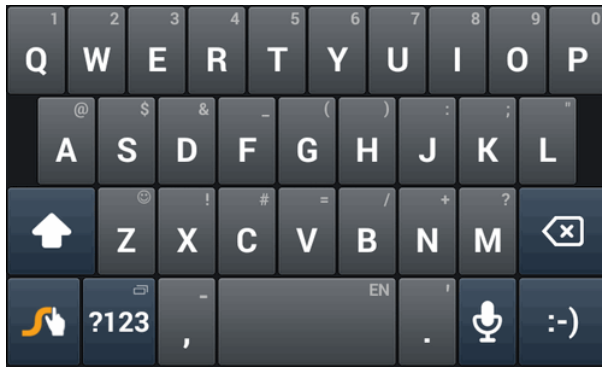 1 2 3 4 5 6 7 8 9 0
Q W E R T Y U I O P
@ $ & _ ( ) : ; "
A S D F G H J K L
! # = / + ?
Z X C V B N M
- EN '
?123 , . :-)